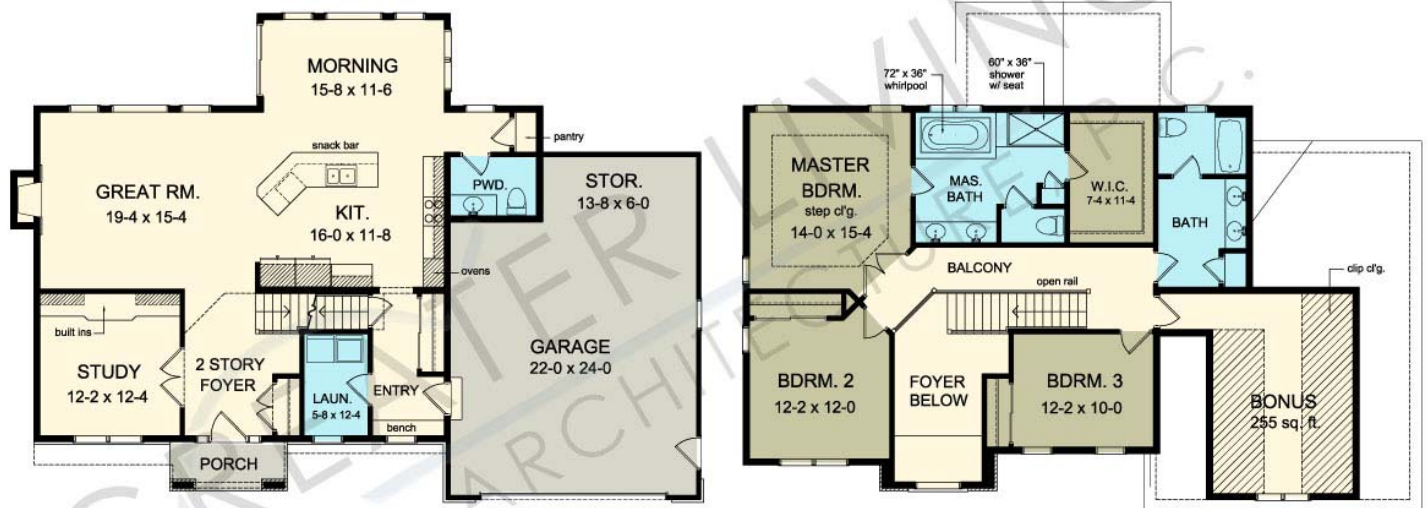 MORNING
15-8 x 11-6
pantry
snack bar
GREAT RM.
19-4 x 15-4
KIT.
16-0 x 11-8
PWD.
STOR.
13-8 x 6-0
ovens
built ins
STUDY
12-2 x 12-4
2 STORY
FOYER
LAUN.
5-8 x 12-4
ENTRY
bench
GARAGE
22-0 x 24-0
PORCH
72" x 36"
whirlpool
60" x 36"
shower
w/ seat
MASTER
BDRM.
step cl'g.
14-0 x 15-4
MAS.
BATH
W.I.C.
7-4 x 11-4
BATH
BALCONY
open rail
clip cl'g.
BDRM. 2
12-2 x 12-0
FOYER
BELOW
BDRM. 3
12-2 x 10-0
BONUS
255 sq. ft.
GREATER LIVING
ARCHITECTURE P.C.